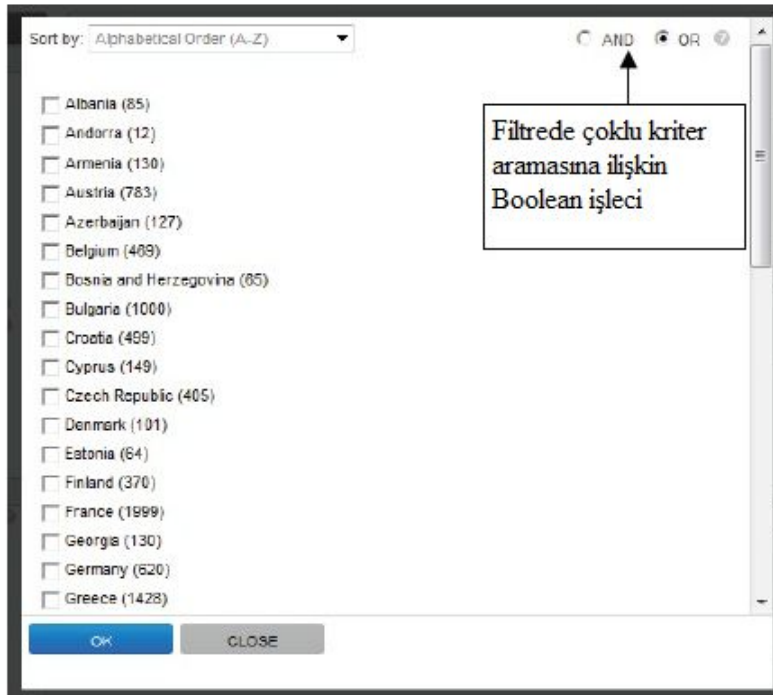 Sort by: Alphabetical Order (A-Z) AND OR
Filtrede çoklu kriter
aramasına ilişkin
Boolean işleci
Albania (85)
Andorra (12)
Armenia (130)
Austria (783)
Azerbaijan (127)
Belgium (469)
Bosnia and Herzegovina (65)
Bulgaria (1000)
Croatia (499)
Cyprus (149)
Czech Republic (405)
Denmark (101)
Estonia (64)
Finland (370)
France (1999)
Georgia (130)
Germany (620)
Greece (1428)
OK CLOSE